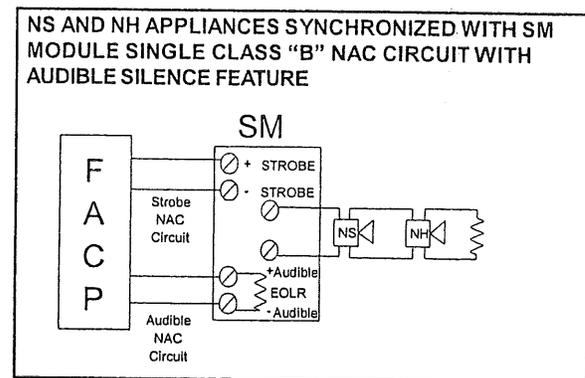 NS AND NH APPLIANCES SYNCHRONIZED WITH SM
MODULE SINGLE CLASS “B” NAC CIRCUIT WITH
AUDIBLE SILENCE FEATURE
SM
F
A
C
P
+ STROBE
- STROBE
Strobe
NAC
Circuit
NS
NH
+Audible
EOLR
-Audible
Audible
NAC
Circuit